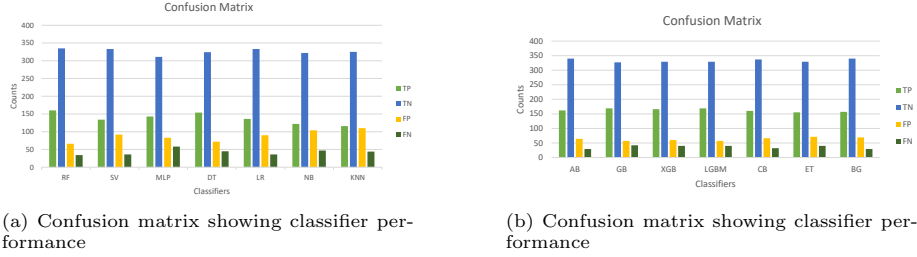 Confusion Matrix
400
350
300
250
200
150
100
50
0
Counts
RF SV MLP DT LR NB KNN
Classifiers
TP
TN
FP
FN
(a) Confusion matrix showing classifier per-
formance
Confusion Matrix
400
350
300
250
200
150
100
50
0
Counts
AB GB XGB LGBM CB ET BG
Classifiers
TP
TN
FP
FN
(b) Confusion matrix showing classifier per-
formance